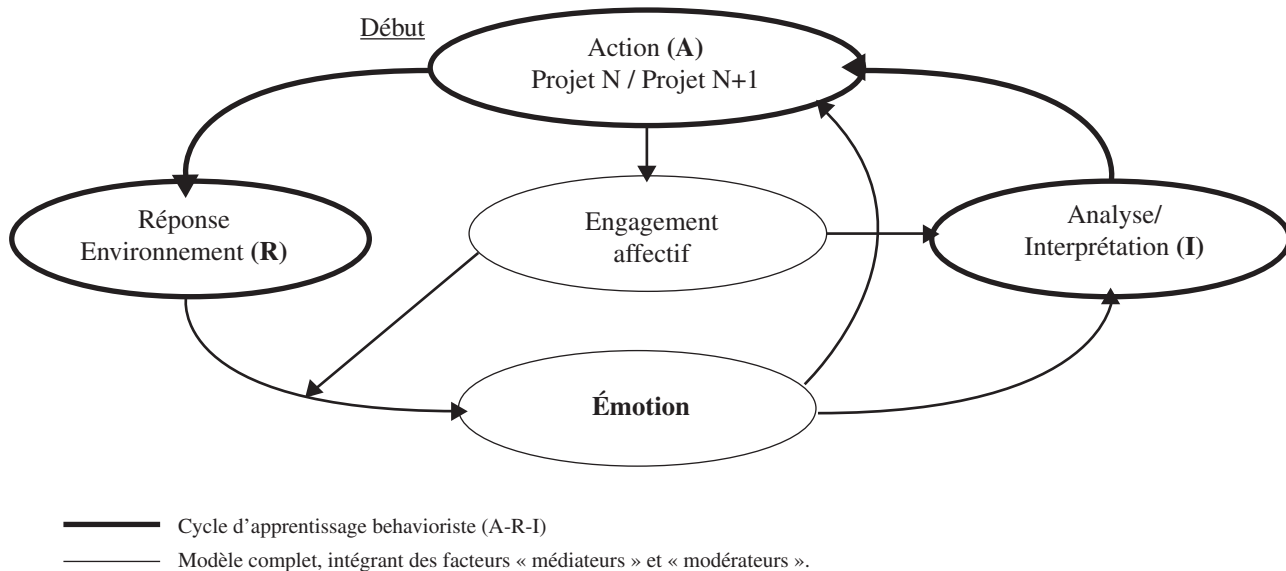 Début
Action (A)
Projet N / Projet N+1
Réponse
Environnement (R)
Engagement
affectif
Analyse/
Interprétation (I)
Émotion
Cycle d'apprentissage behavioriste (A-R-I)
Modèle complet, intégrant des facteurs « médiateurs » et « modérateurs ».